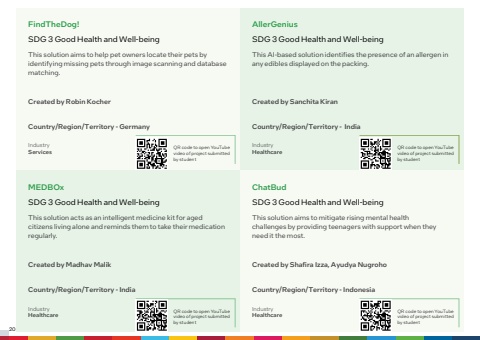 FindTheDog!
SDG 3 Good Health and Well-being
This solution aims to help pet owners locate their pets by
identifying missing pets through image scanning and database
matching.
Created by Robin Kocher
Country/Region/Territory - Germany
Industry
Services
QR code to open YouTube
video of project submitted
by student
AllerGenius
SDG 3 Good Health and Well-being
This AI-based solution identifies the presence of an allergen in
any edibles displayed on the packing.
Created by Sanchita Kiran
Country/Region/Territory - India
Industry
Healthcare
QR code to open YouTube
video of project submitted
by student
MEDBOx
SDG 3 Good Health and Well-being
This solution acts as an intelligent medicine kit for aged
citizens living alone and reminds them to take their medication
regularly.
Created by Madhav Malik
Country/Region/Territory - India
Industry
Healthcare
QR code to open YouTube
video of project submitted
by student
ChatBud
SDG 3 Good Health and Well-being
This solution aims to mitigate rising mental health
challenges by providing teenagers with support when they
need it the most.
Created by Shafira Izza, Ayudya Nugroho
Country/Region/Territory - Indonesia
Industry
Healthcare
QR code to open YouTube
video of project submitted
by student
20